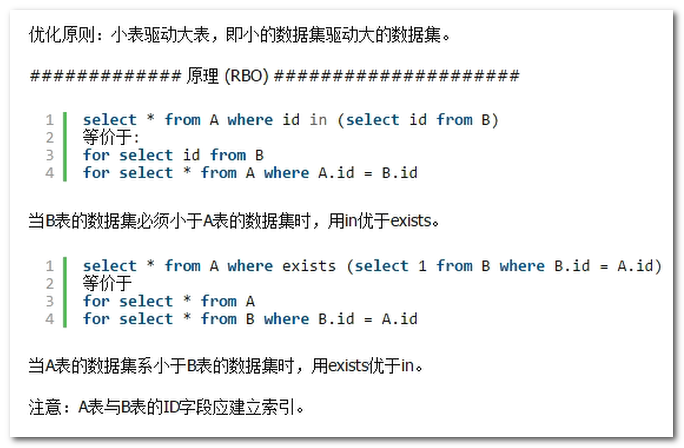 优化原则：小表驱动大表，即小的数据集驱动大的数据集。
############# 原理 (RBO) #####################
1 select * from A where id in (select id from B)
2 等价于:
3 for select id from B
4 for select * from A where A.id = B.id
当B表的数据集必须小于A表的数据集时，用in优于exists。
1 select * from A where exists (select 1 from B where B.id = A.id)
2 等价于
3 for select * from A
4 for select * from B where B.id = A.id
当A表的数据集系小于B表的数据集时，用exists优于in。
注意：A表与B表的ID字段应建立索引。